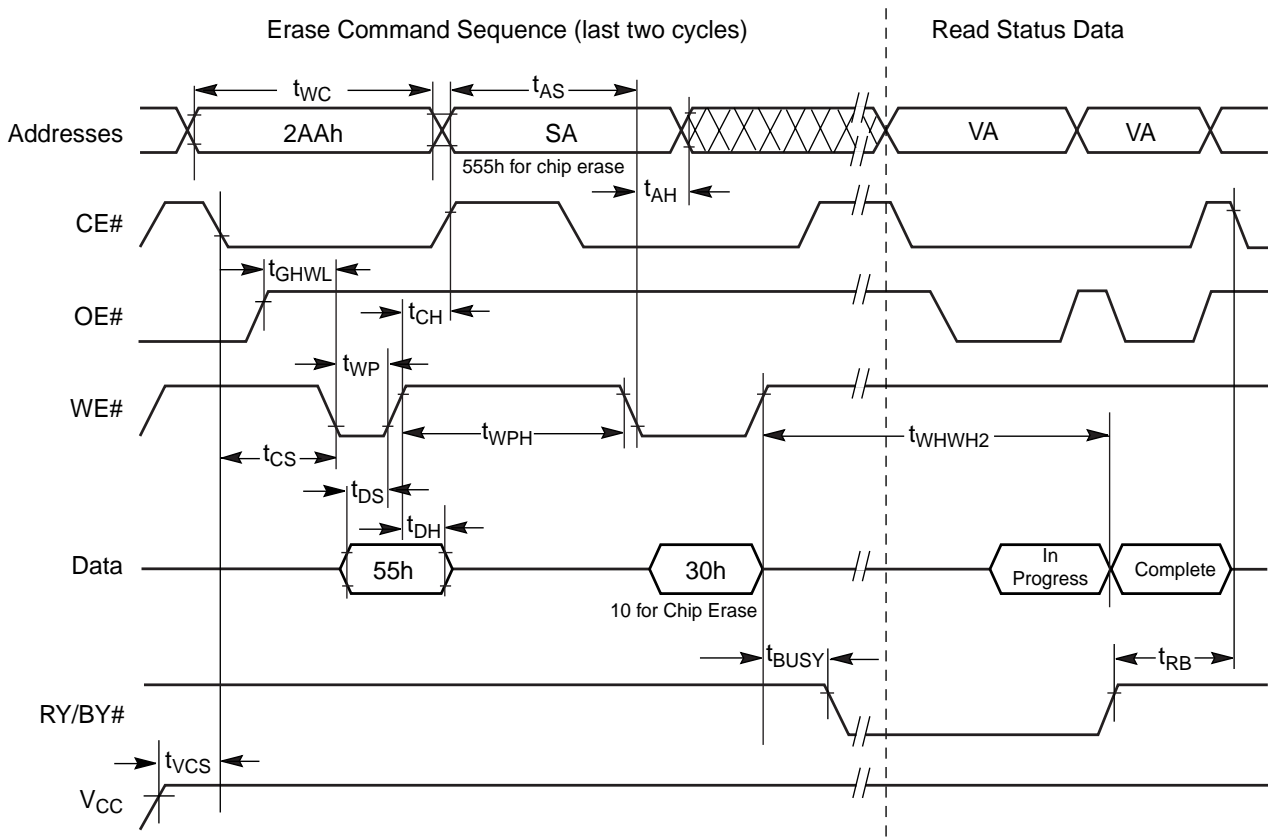 Erase Command Sequence (last two cycles)
Read Status Data
tWC
tAS
Addresses
2AAh
SA
VA
VA
555h for chip erase
tAH
CE#
tGHWL
OE#
tCH
tWP
WE#
tWPH
tWHWH2
tCS
tDS
tDH
Data
55h
30h
In
Progress
Complete
10 for Chip Erase
tBUSY
tRB
RY/BY#
tVCS
VCC